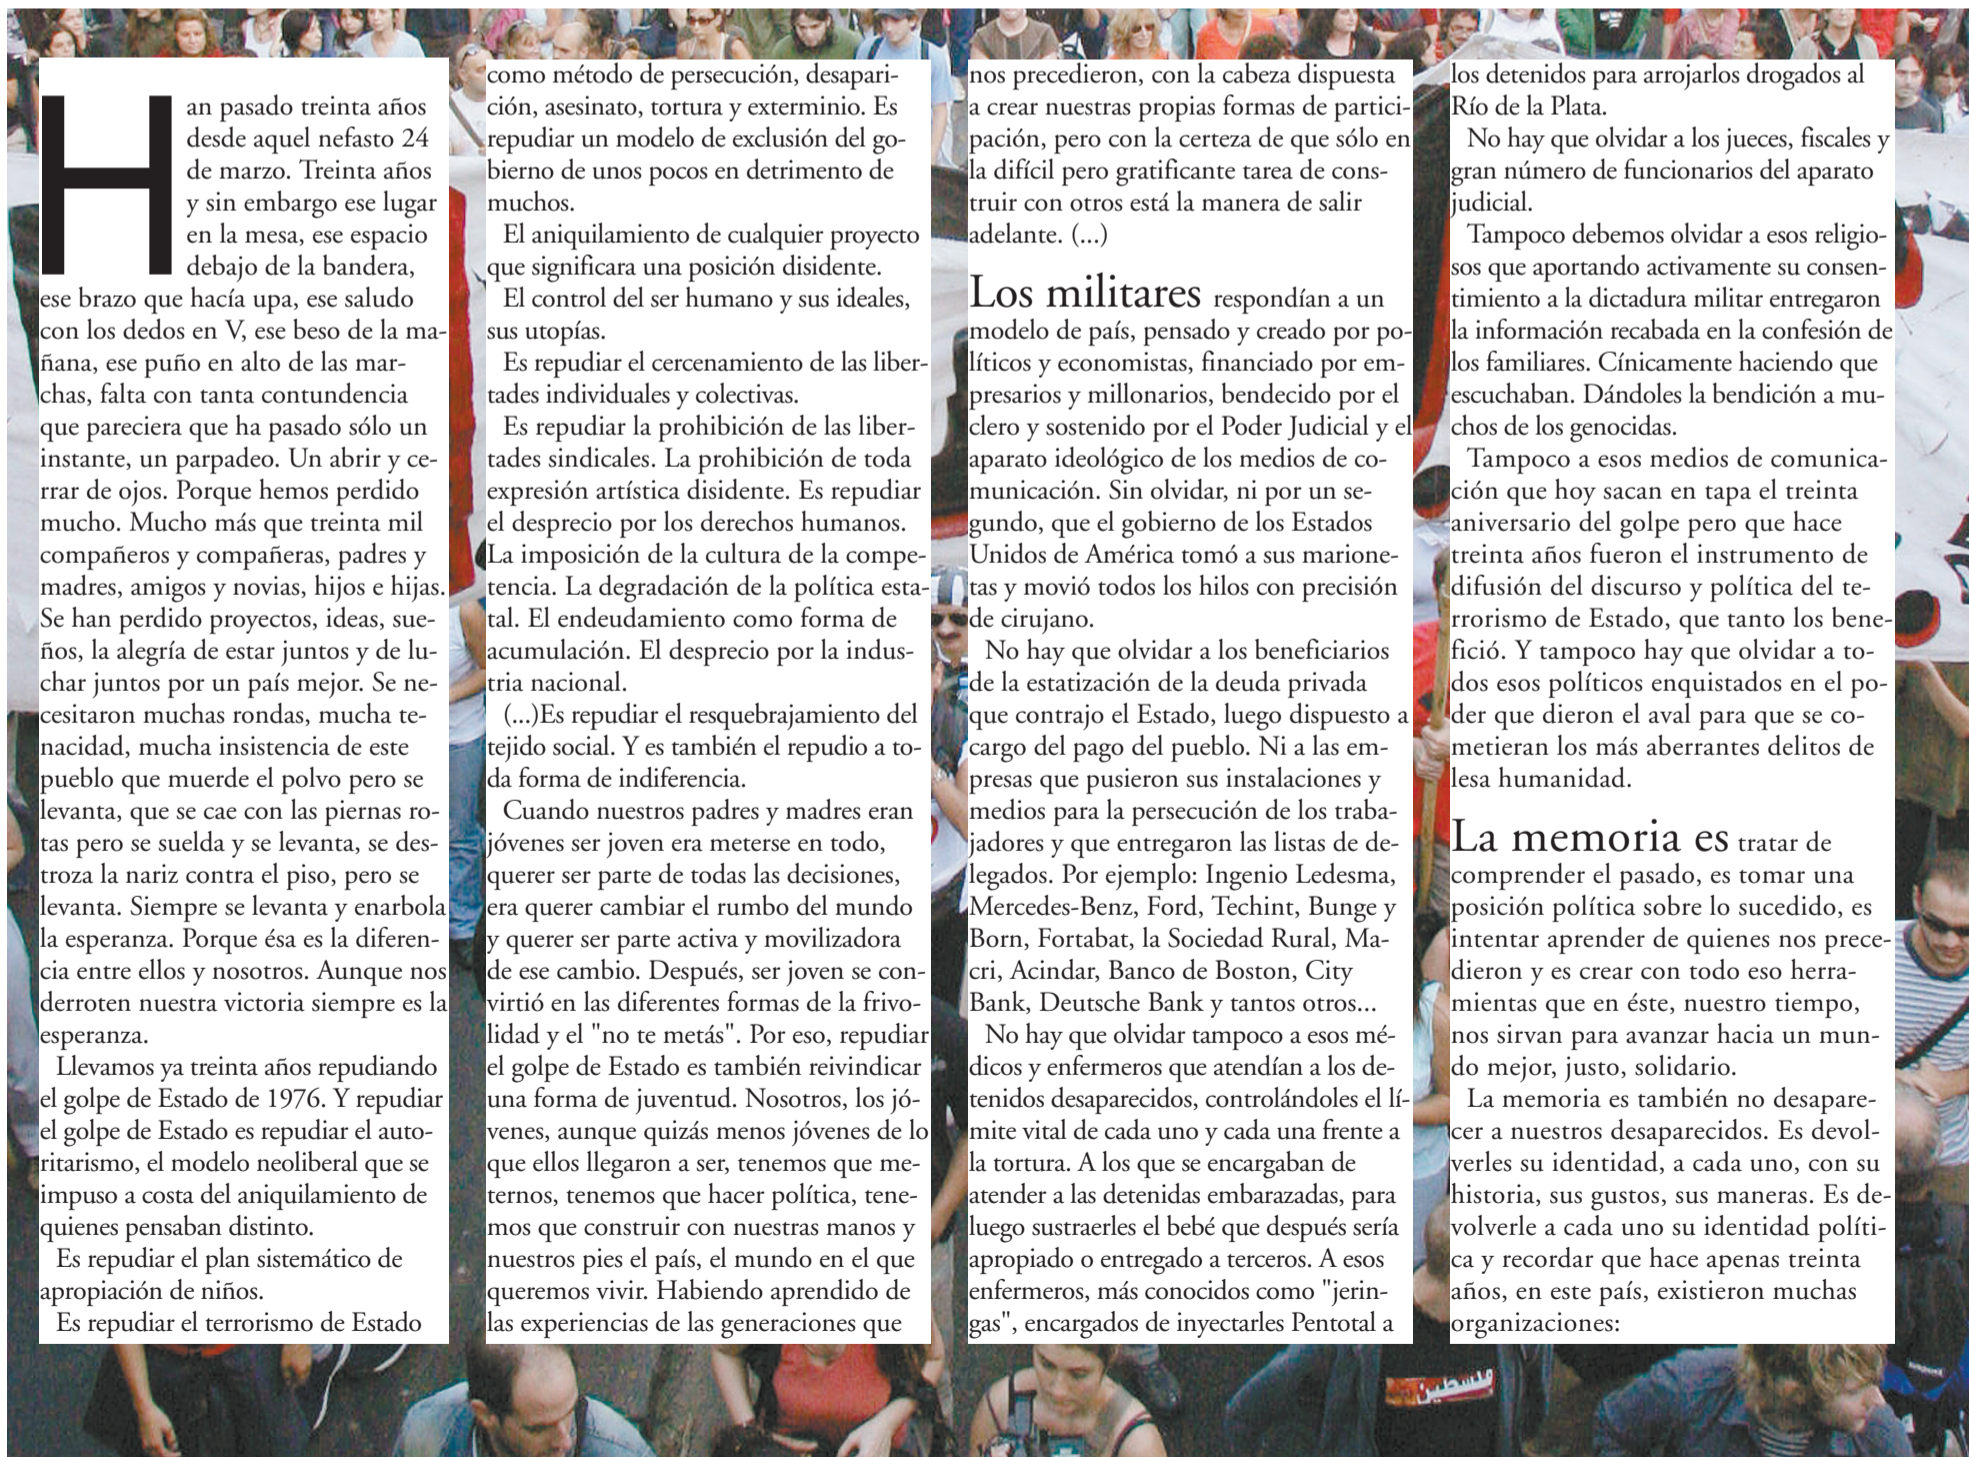 Han pasado treinta años
desde aquel nefasto 24
de marzo. Treinta años
y sin embargo ese lugar
en la mesa, ese espacio
debajo de la bandera,
ese brazo que hacía upa, ese saludo
con los dedos en V, ese beso de la ma-
ñana, ese puño en alto de las mar-
chas, falta con tanta contundencia
que pareciera que ha pasado sólo un
instante, un parpadeo. Un abrir y ce-
rrar de ojos. Porque hemos perdido
mucho. Mucho más que treinta mil
compañeros y compañeras, padres y
madres, amigos y novias, hijos e hijas.
Se han perdido proyectos, ideas, sue-
ños, la alegría de estar juntos y de lu-
char juntos por un país mejor. Se ne-
cesitaron muchas rondas, mucha te-
nacidad, mucha insistencia de este
pueblo que muerde el polvo pero se
levanta, que se cae con las piernas ro-
tas pero se suelda y se levanta, se des-
troza la nariz contra el piso, pero se
levanta. Siempre se levanta y enarbola
la esperanza. Porque ésa es la diferen-
cia entre ellos y nosotros. Aunque nos
derroten nuestra victoria siempre es la
esperanza.
Llevamos ya treinta años repudiando
el golpe de Estado de 1976. Y repudiar
el golpe de Estado es repudiar el auto-
ritarismo, el modelo neoliberal que se
impuso a costa del aniquilamiento de
quienes pensaban distinto.
Es repudiar el plan sistemático de
apropiación de niños.
Es repudiar el terrorismo de Estado
como método de persecución, desapari-
ción, asesinato, tortura y exterminio. Es
repudiar un modelo de exclusión del go-
bierno de unos pocos en detrimento de
muchos.
El aniquilamiento de cualquier proyecto
que significara una posición disidente.
El control del ser humano y sus ideales,
sus utopías.
Es repudiar el cercenamiento de las liber-
tades individuales y colectivas.
Es repudiar la prohibición de las liber-
tades sindicales. La prohibición de toda
expresión artística disidente. Es repudiar
el desprecio por los derechos humanos.
La imposición de la cultura de la compe-
tencia. La degradación de la política esta-
tal. El endeudamiento como forma de
acumulación. El desprecio por la indus-
tria nacional.
(...)Es repudiar el resquebrajamiento del
tejido social. Y es también el repudio a to-
da forma de indiferencia.
Cuando nuestros padres y madres eran
jóvenes ser joven era meterse en todo,
querer ser parte de todas las decisiones,
era querer cambiar el rumbo del mundo
y querer ser parte activa y movilizadora
de ese cambio. Después, ser joven se con-
virtió en las diferentes formas de la frivo-
lidad y el "no te metás". Por eso, repudiar
el golpe de Estado es también reivindicar
una forma de juventud. Nosotros, los jó-
venes, aunque quizás menos jóvenes de lo
que ellos llegaron a ser, tenemos que me-
ternos, tenemos que hacer política, tene-
mos que construir con nuestras manos y
nuestros pies el país, el mundo en el que
queremos vivir. Habiendo aprendido de
las experiencias de las generaciones que
nos precedieron, con la cabeza dispuesta
a crear nuestras propias formas de partici-
pación, pero con la certeza de que sólo en
la difícil pero gratificante tarea de cons-
truir con otros está la manera de salir
adelante. (...)
Los militares respondían a un
modelo de país, pensado y creado por po-
líticos y economistas, financiado por em-
presarios y millonarios, bendecido por el
clero y sostenido por el Poder Judicial y el
aparato ideológico de los medios de co-
municación. Sin olvidar, ni por un se-
gundo, que el gobierno de los Estados
Unidos de América tomó a sus marione-
tas y movió todos los hilos con precisión
de cirujano.
No hay que olvidar a los beneficiarios
de la estatización de la deuda privada
que contrajo el Estado, luego dispuesto a
cargo del pago del pueblo. Ni a las em-
presas que pusieron sus instalaciones y
medios para la persecución de los traba-
jadores y que entregaron las listas de de-
legados. Por ejemplo: Ingenio Ledesma,
Mercedes-Benz, Ford, Techint, Bunge y
Born, Fortabat, la Sociedad Rural, Ma-
cri, Acindar, Banco de Boston, City
Bank, Deutsche Bank y tantos otros...
No hay que olvidar tampoco a esos mé-
dicos y enfermeros que atendían a los de-
tenidos desaparecidos, controlándoles el lí-
mite vital de cada uno y cada una frente a
la tortura. A los que se encargaban de
atender a las detenidas embarazadas, para
luego sustraerles el bebé que después sería
apropiado o entregado a terceros. A esos
enfermeros, más conocidos como "jerin-
gas", encargados de inyectarles Pentotal a
los detenidos para arrojarlos drogados al
Río de la Plata.
No hay que olvidar a los jueces, fiscales y
gran número de funcionarios del aparato
judicial.
Tampoco debemos olvidar a esos religio-
sos que aportando activamente su consen-
timiento a la dictadura militar entregaron
la información recabada en la confesión de
los familiares. Cínicamente haciendo que
escuchaban. Dándoles la bendición a mu-
chos de los genocidas.
Tampoco a esos medios de comunica-
ción que hoy sacan en tapa el treinta
aniversario del golpe pero que hace
treinta años fueron el instrumento de
difusión del discurso y política del te-
rrorismo de Estado, que tanto los bene-
fició. Y tampoco hay que olvidar a to-
dos esos políticos enquistados en el po-
der que dieron el aval para que se co-
metieran los más aberrantes delitos de
lesa humanidad.
La memoria es tratar de
comprender el pasado, es tomar una
posición política sobre lo sucedido, es
intentar aprender de quienes nos prece-
dieron y es crear con todo eso herra-
mientas que en éste, nuestro tiempo,
nos sirvan para avanzar hacia un mun-
do mejor, justo, solidario.
La memoria es también no desapare-
cer a nuestros desaparecidos. Es devol-
verles su identidad, a cada uno, con su
historia, sus gustos, sus maneras. Es de-
volverle a cada uno su identidad políti-
ca y recordar que hace apenas treinta
años, en este país, existieron muchas
organizaciones:
فلسطين